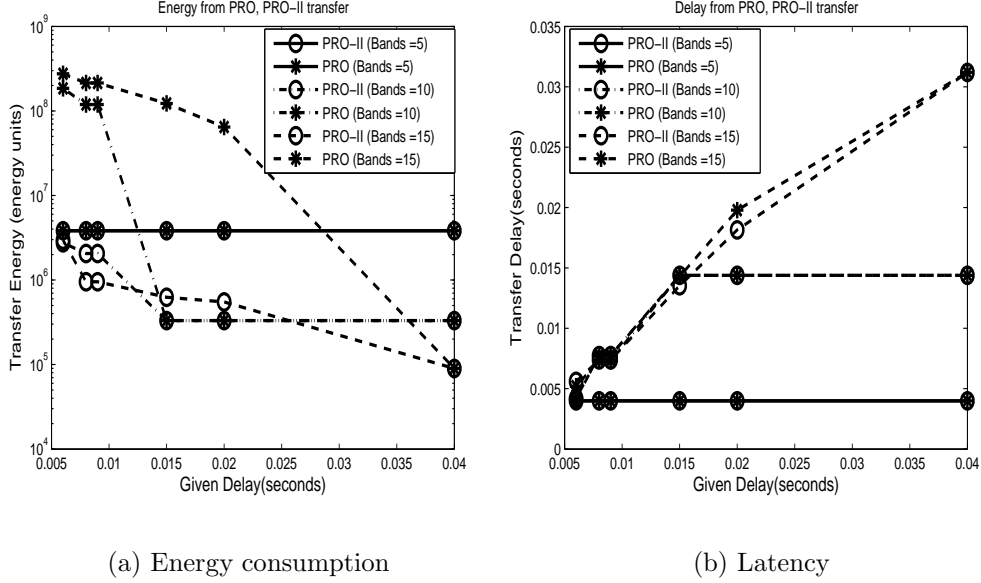 Energy from PRO, PRO-II transfer
10^9
10^8
10^7
10^6
10^5
10^4
Transfer Energy (energy units)
PRO-II (Bands =5)
PRO (Bands =5)
PRO-II (Bands =10)
PRO (Bands =10)
PRO-II (Bands =15)
PRO (Bands =15)
0.005 0.01 0.015 0.02 0.025 0.03 0.035 0.04
Given Delay(seconds)
(a) Energy consumption
Delay from PRO, PRO-II transfer
0.035
0.03
0.025
0.02
0.015
0.01
0.005
0
Transfer Delay(seconds)
PRO-II (Bands =5)
PRO (Bands =5)
PRO-II (Bands =10)
PRO (Bands =10)
PRO-II (Bands =15)
PRO (Bands =15)
0.005 0.01 0.015 0.02 0.025 0.03 0.035 0.04
Given Delay(seconds)
(b) Latency